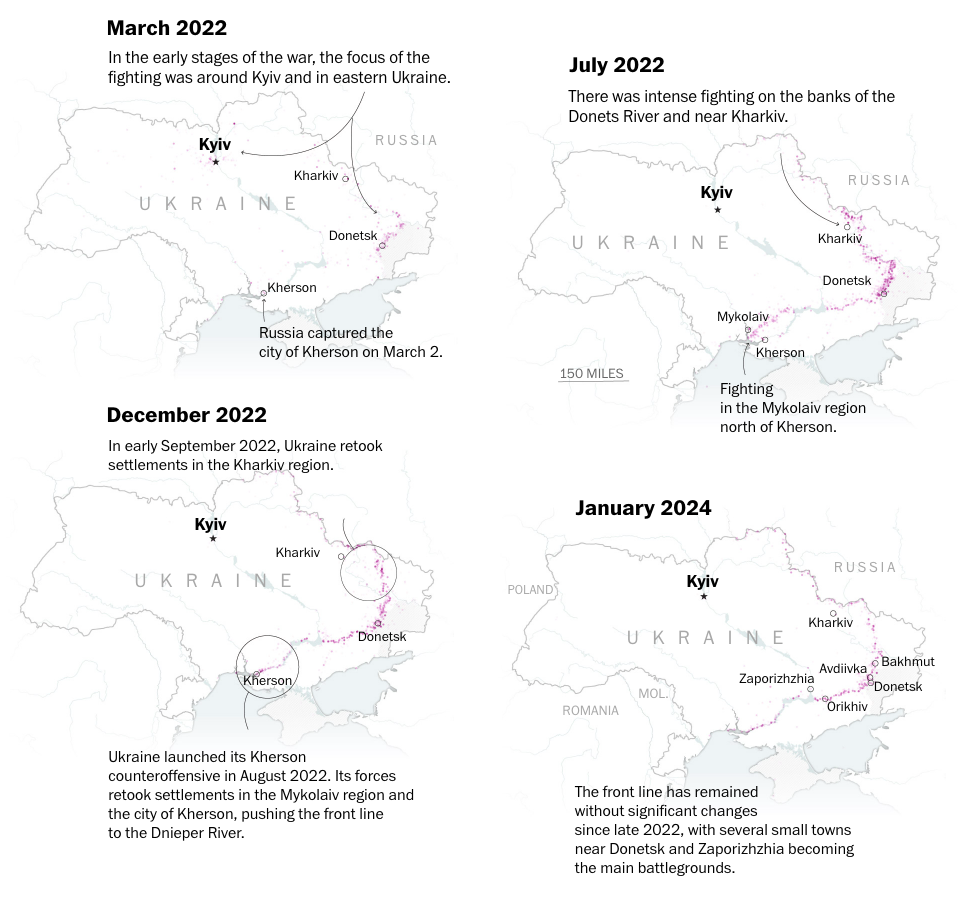 March 2022
In the early stages of the war, the focus of the
fighting was around Kyiv and in eastern Ukraine.
RUSSIA
Kyiv
Kharkiv
UKRAINE
Donetsk
Kherson
Russia captured the
city of Kherson on March 2.
July 2022
There was intense fighting on the banks of the
Donets River and near Kharkiv.
RUSSIA
Kyiv
UKRAINE
Kharkiv
Donetsk
Mykolaiv
Kherson
150 MILES
Fighting
in the Mykolaiv region
north of Kherson.
December 2022
In early September 2022, Ukraine retook
settlements in the Kharkiv region.
Kyiv
Kharkiv
UKRAINE
Donetsk
Kherson
Ukraine launched its Kherson
counteroffensive in August 2022. Its forces
retook settlements in the Mykolaiv region and
the city of Kherson, pushing the front line
to the Dnieper River.
January 2024
RUSSIA
Kyiv
POLAND
Kharkiv
UKRAINE
Avdiivka
Bakhmut
Zaporizhzhia
Donetsk
MOL.
Orikhiv
ROMANIA
The front line has remained
without significant changes
since late 2022, with several small towns
near Donetsk and Zaporizhzhia becoming
the main battlegrounds.